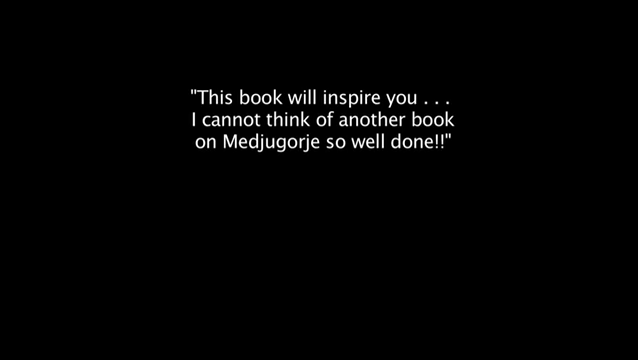 "This book will inspire you . . .
I cannot think of another book
on Medjugorje so well done!!"